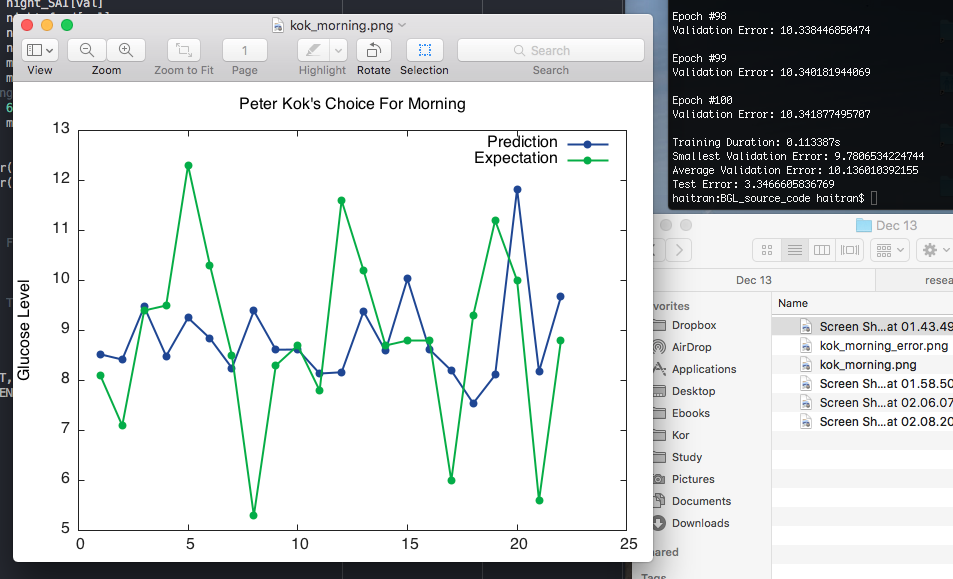 night_SAI[val]
kok_morning.png
1
Search
View
Zoom
Zoom to Fit
Page
Highlight
Rotate
Selection
Search
Peter Kok's Choice For Morning
Prediction
Expectation
Glucose Level
13
12
11
10
9
8
7
6
5
0
5
10
15
20
25
Epoch #98
Validation Error: 10.338446850474
Epoch #99
Validation Error: 10.340181944069
Epoch #100
Validation Error: 10.341877495707
Training Duration: 0.113387s
Smallest Validation Error: 9.7806534224744
Average Validation Error: 10.136010392155
Test Error: 3.3466605836769
haitran:BGL_source_code haitran$
Dec 13
Dec 13
resea
vorites
Dropbox
AirDrop
Applications
Desktop
Ebooks
Kor
Study
Pictures
Documents
Downloads
ared
Tags
Name
Screen Sh...at 01.43.49
kok_morning_error.png
kok_morning.png
Screen Sh...at 01.58.50
Screen Sh...at 02.06.07
Screen Sh...at 02.08.20